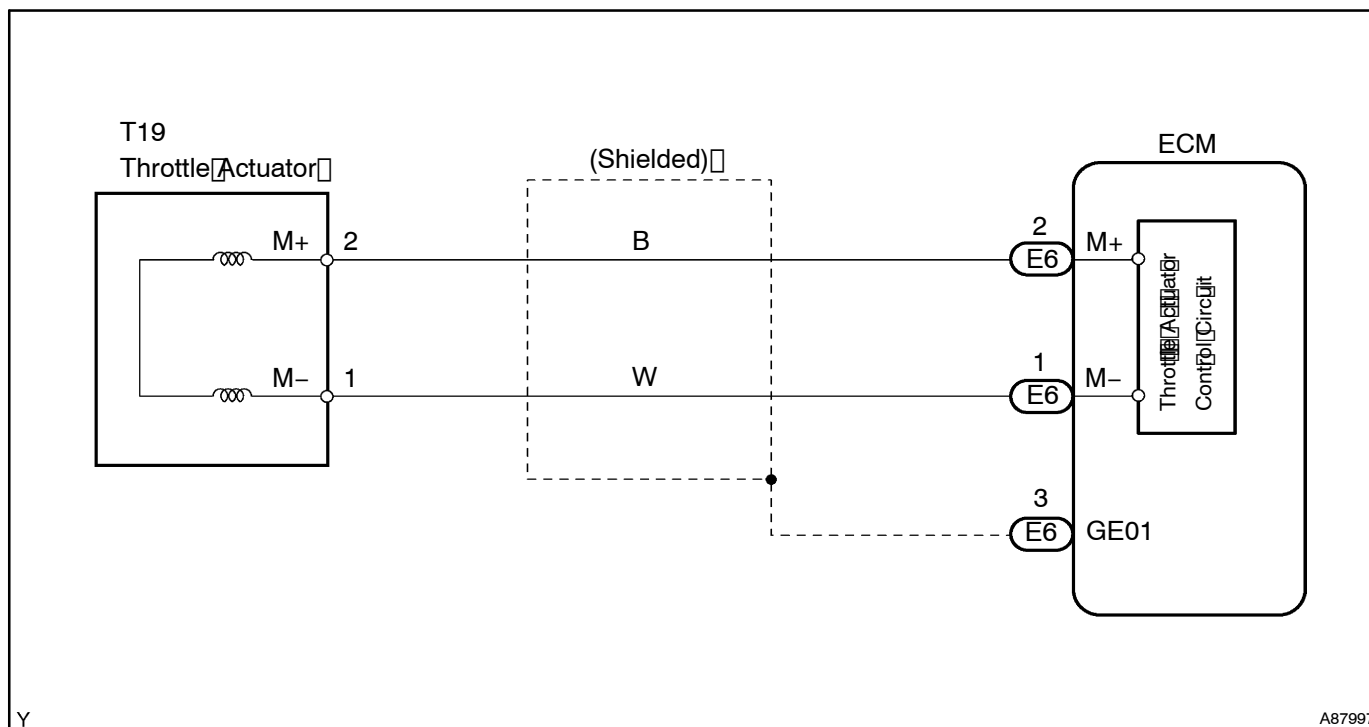 T19
Throttle Actuator
(Shielded)
ECM
M+ 2
B
2
E6
M+
M− 1
W
1
E6
M−
Throttle Actuator
Control Circuit
3
E6
GE01
Y
A87997